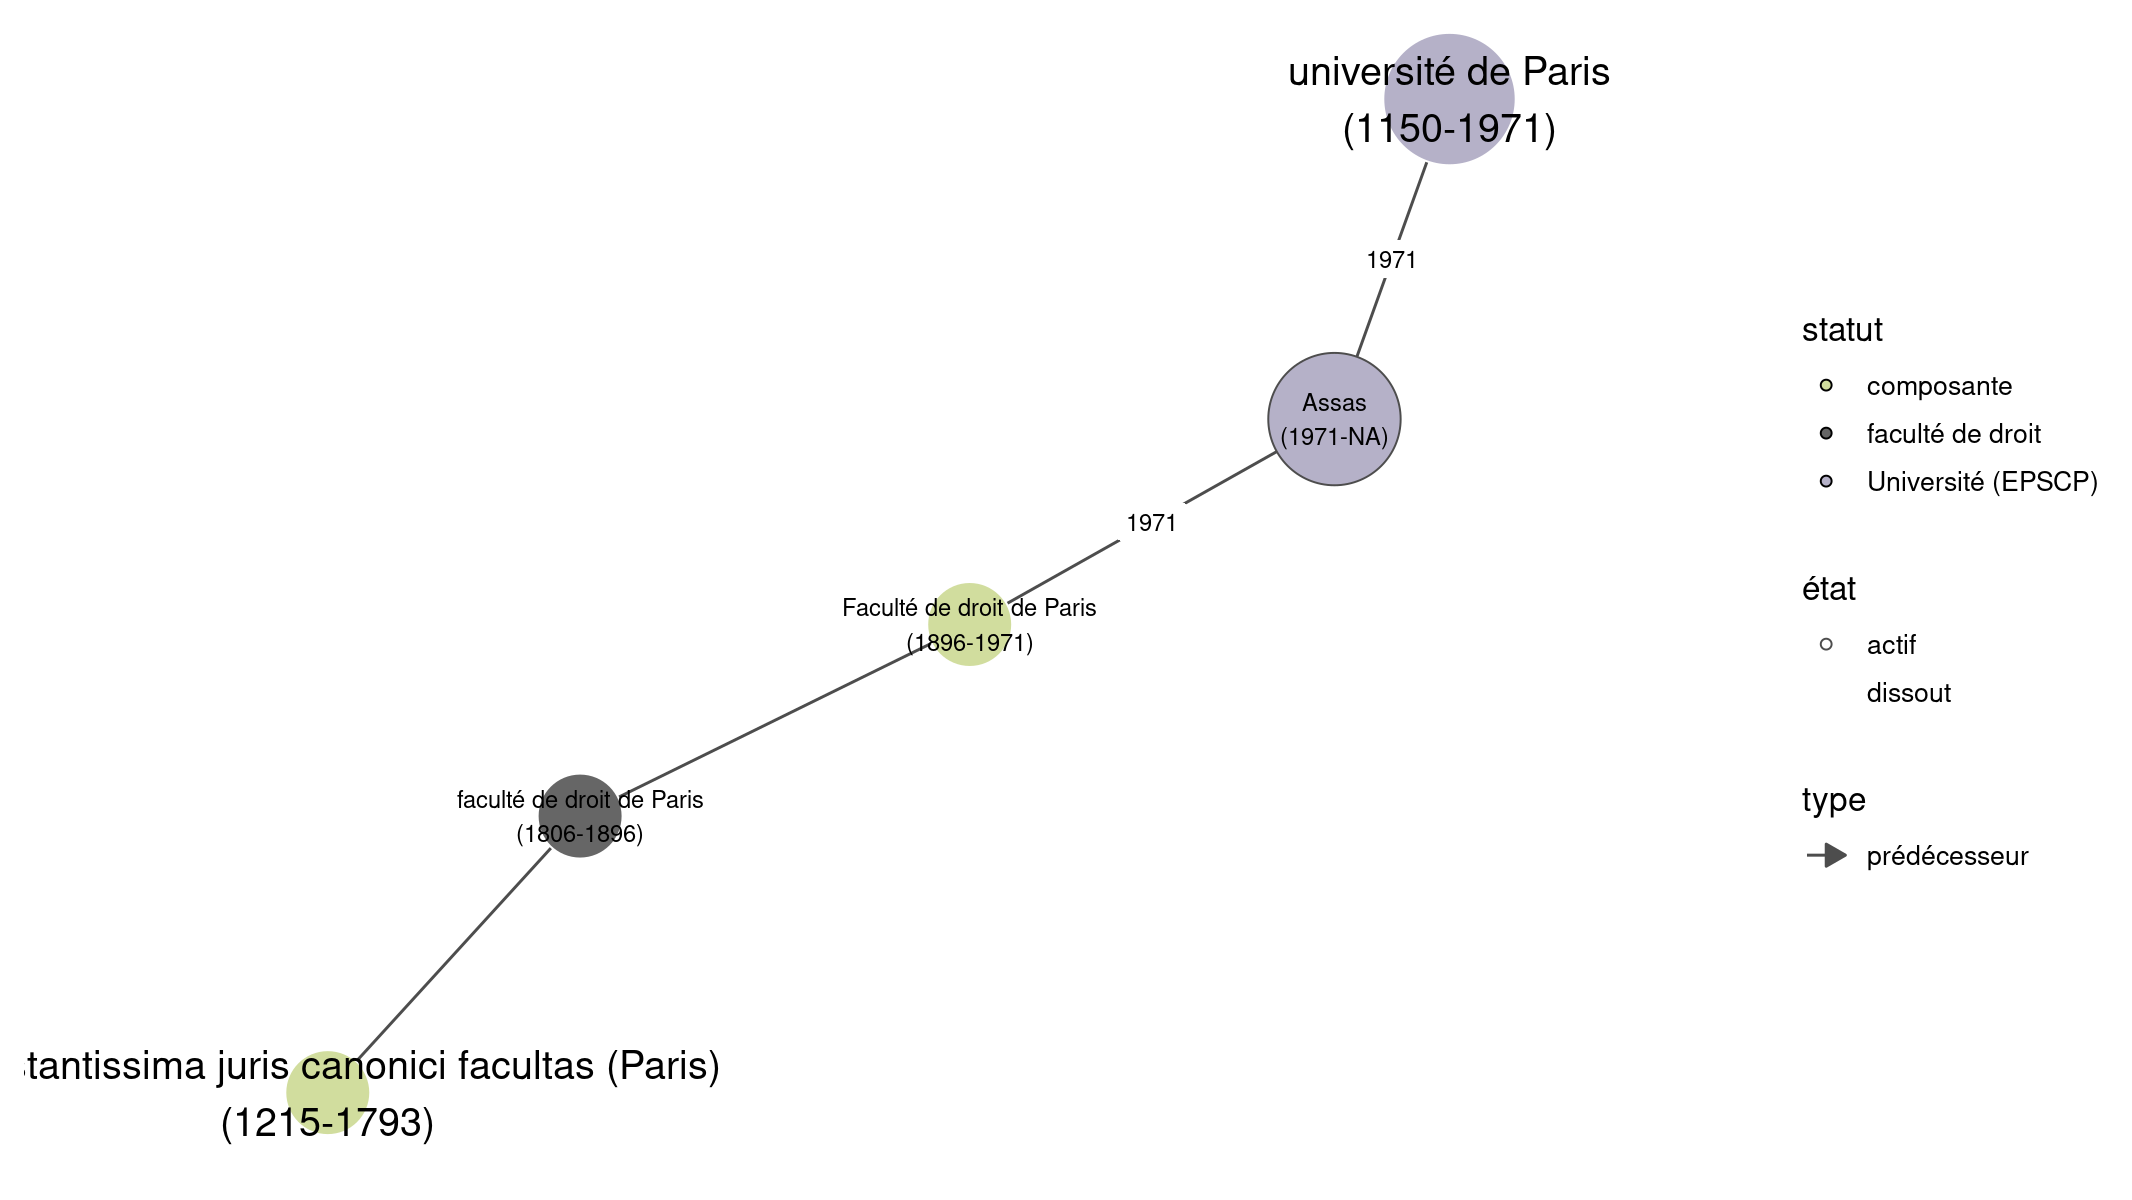 université de Paris
(1150-1971)
1971
Assas
(1971-NA)
1971
Faculté de droit de Paris
(1896-1971)
faculté de droit de Paris
(1806-1896)
juris canonici facultas (Paris)
(1215-1793)
statut
composante
faculté de droit
Université (EPSCP)
état
actif
dissout
type
prédécesseur